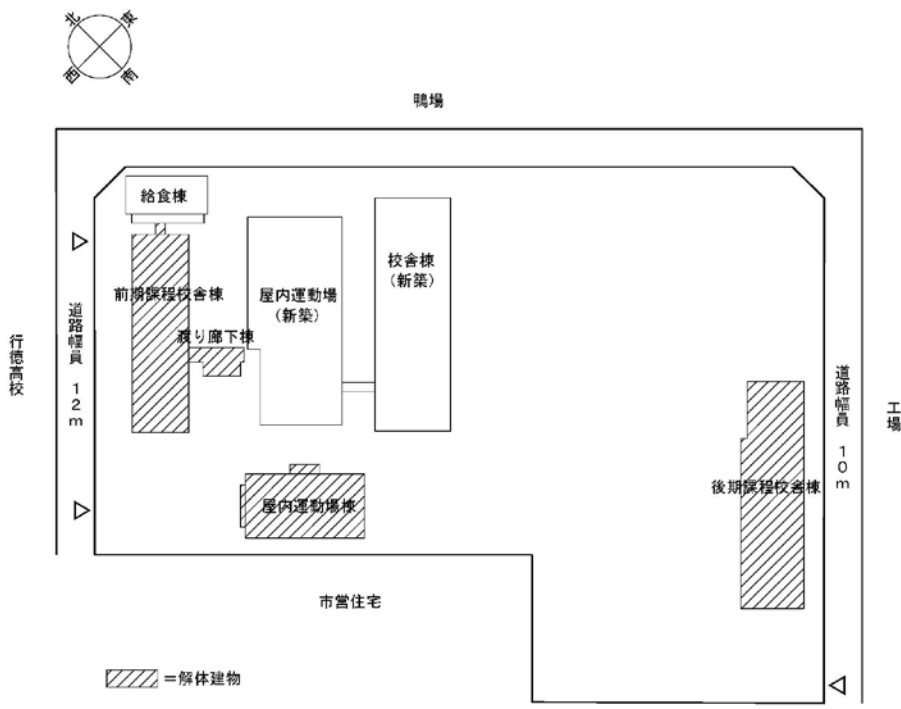 北
東
西
南
鴨場
給食棟
校舎棟
(新築)
前期課程校舎棟
屋内運動場
(新築)
渡り廊下棟
行徳高校
道路幅員 12m
道路幅員 10m
工場
後期課程校舎棟
屋内運動場棟
市営住宅
=解体建物